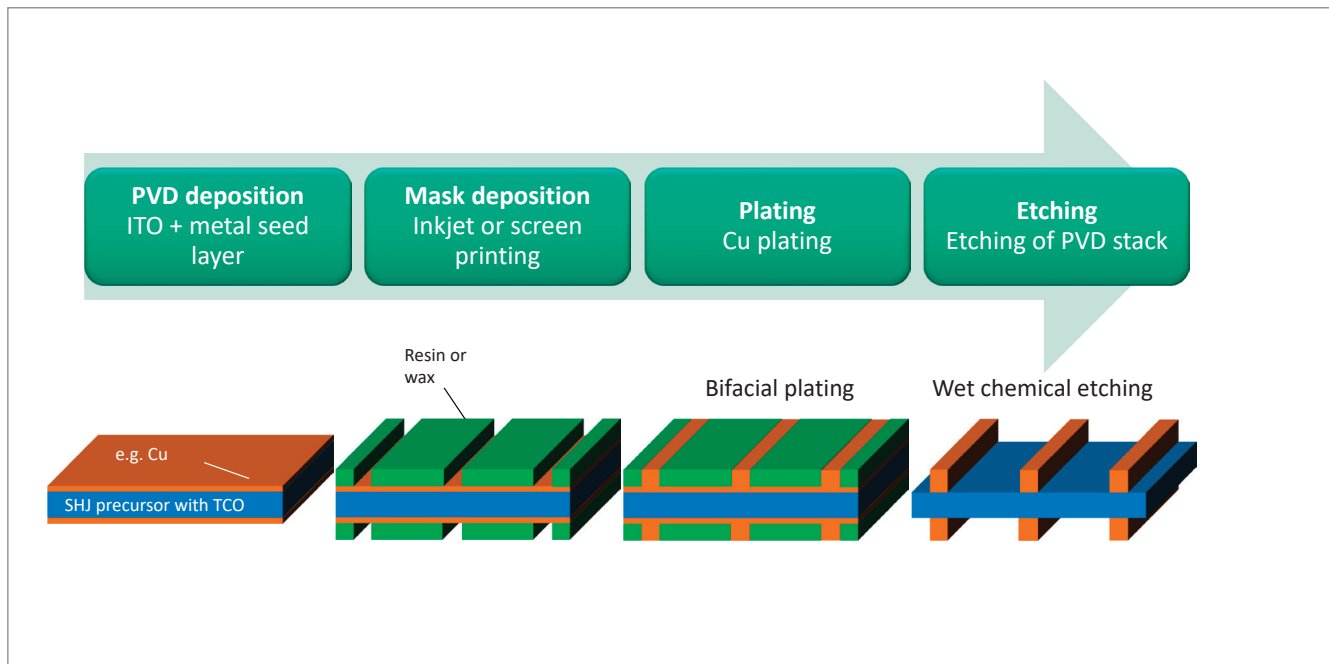 PVD deposition
ITO + metal seed
layer
Mask deposition
Inkjet or screen
printing
Plating
Cu plating
Etching
Etching of PVD stack
Resin or
wax
Bifacial plating
Wet chemical etching
e.g. Cu
SHJ precursor with TCO